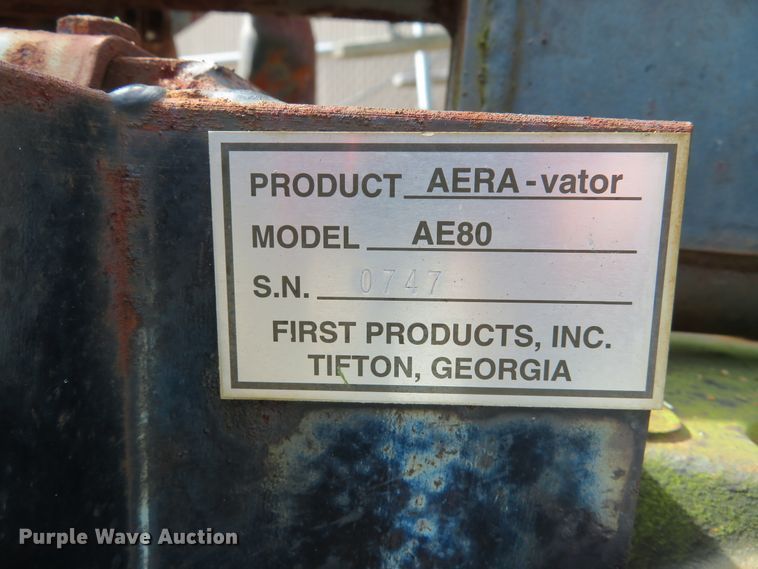 PRODUCT AERA-vator
MODEL AE80
S.N. 0747
FIRST PRODUCTS, INC.
TIFTON, GEORGIA
Purple Wave Auction